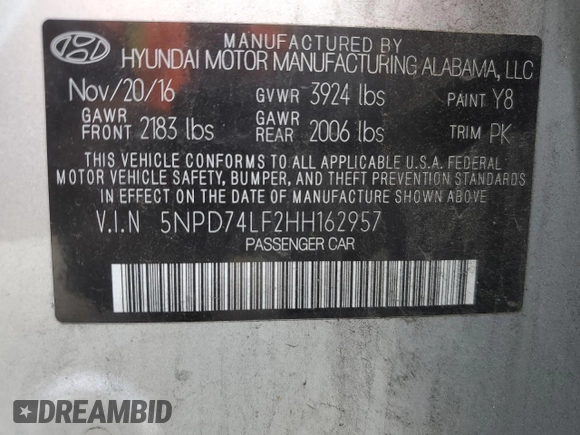 MANUFACTURED BY
HYUNDAI MOTOR MANUFACTURING ALABAMA, LLC
Nov/20/16 GVWR 3924 lbs PAINT Y8
GAWR FRONT 2183 lbs GAWR REAR 2006 lbs TRIM PK
THIS VEHICLE CONFORMS TO ALL APPLICABLE U.S.A. FEDERAL
MOTOR VEHICLE SAFETY, BUMPER, AND THEFT PREVENTION STANDARDS
IN EFFECT ON THE DATE OF MANUFACTURE SHOWN ABOVE.
V.I.N 5NPD74LF2HH162957
PASSENGER CAR
DREAMBID